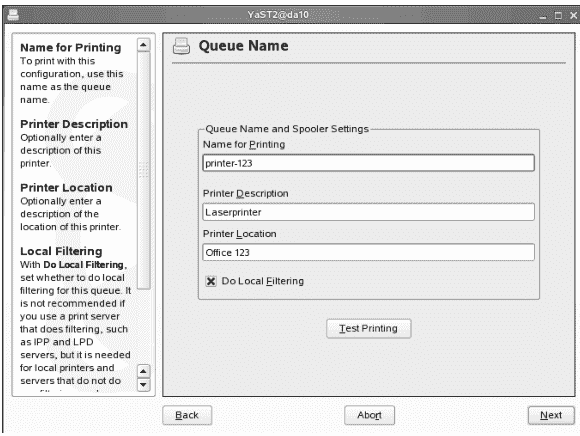 YaST2@da10
Name for Printing
To print with this
configuration, use this
name as the queue
name.
Printer Description
Optionally enter a
description of this
printer.
Printer Location
Optionally enter a
description of the
location of this printer.
Local Filtering
With Do Local Filtering,
set whether to do local
filtering for this queue. It
is not recommended if
you use a print server
that does filtering, such
as IPP and LPD
servers, but it is needed
for local printers and
servers that do not do
Queue Name
Queue Name and Spooler Settings
Name for Printing
printer-123
Printer Description
Laserprinter
Printer Location
Office 123
Do Local Filtering
Test Printing
Back
Abort
Next